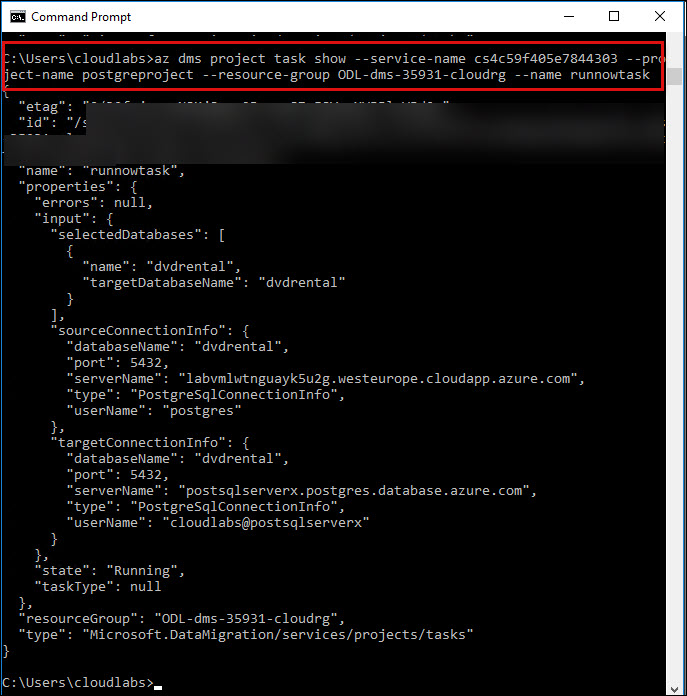 Command Prompt
C:\Users\cloudlabs>az dms project task show --service-name cs4c59f405e7844303 --pro
ject-name postgreproject --resource-group ODL-dms-35931-cloudrg --name runnowtask
{
"etag":
"id": "/s
"name": "runnowtask",
"properties": {
"errors": null,
"input": {
"selectedDatabases": [
{
"name": "dvdrental",
"targetDatabaseName": "dvdrental"
}
],
"sourceConnectionInfo": {
"databaseName": "dvdrental",
"port": 5432,
"serverName": "labvmlwtnguayk5u2g.westeurope.cloudapp.azure.com",
"type": "PostgreSqlConnectionInfo",
"userName": "postgres"
},
"targetConnectionInfo": {
"databaseName": "dvdrental",
"port": 5432,
"serverName": "postsqlserverx.postgres.database.azure.com",
"type": "PostgreSqlConnectionInfo",
"userName": "cloudlabs@postsqlserverx"
}
},
"state": "Running",
"taskType": null
},
"resourceGroup": "ODL-dms-35931-cloudrg",
"type": "Microsoft.DataMigration/services/projects/tasks"
}
C:\Users\cloudlabs>